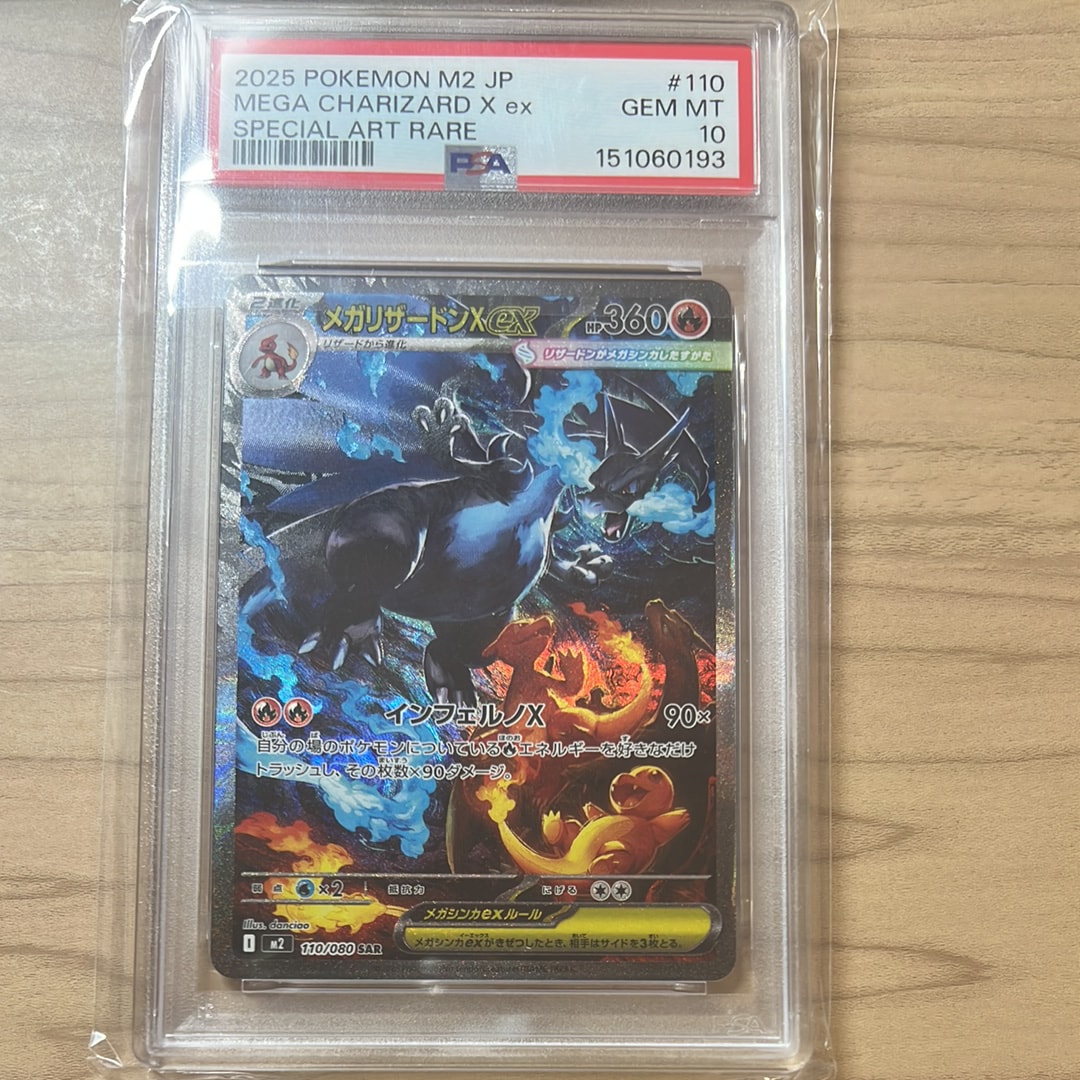 2025 POKEMON M2 JP #110
MEGA CHARIZARD X ex GEM MT
SPECIAL ART RARE 10
PSA 151060193
2進化 メガリザードンXex HP360
リザードから進化
リザードンがメガシンカしたすがた
インフェルノX 90×
自分の場のポケモンについているエネルギーを好きなだけ
トラッシュし、その枚数×90ダメージ。
弱点 ×2 抵抗力 にげる
メガシンカexルール
メガシンカexがきぜつしたとき、相手はサイドを3枚とる。
Illus. danciao
I M2 110/080 SAR